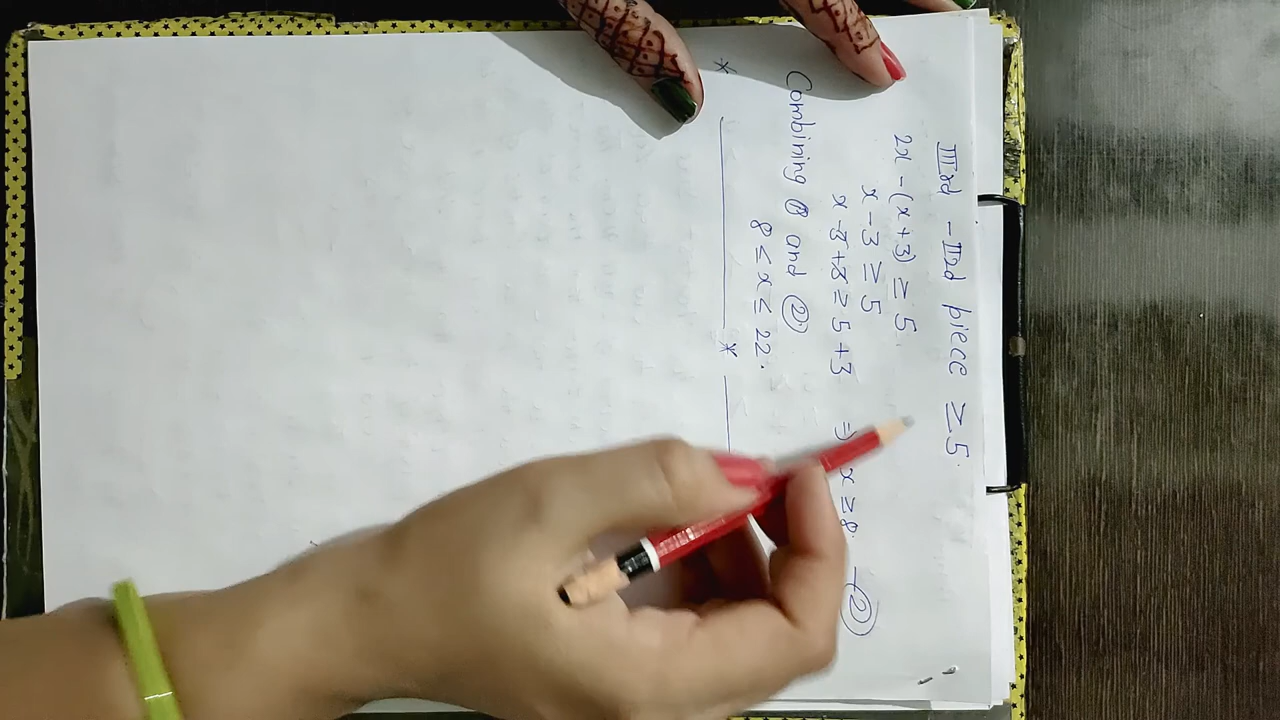 IIIrd - IInd piece ≥ 5.
2x - (x+3) ≥ 5.
x - 3 ≥ 5
x - 3 + 3 ≥ 5 + 3 ⇒ x ≥ 8. - ②
Combining ① and ②
8 ≤ x ≤ 22.